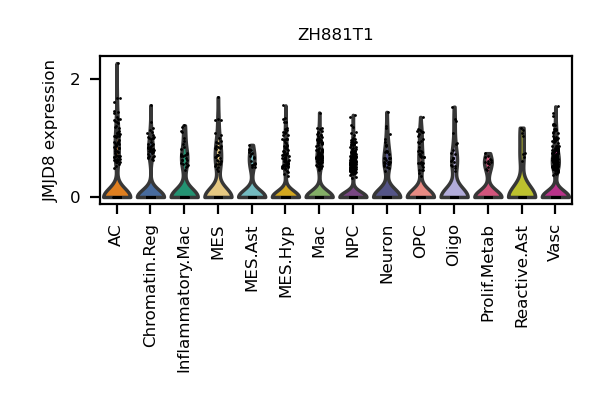 ZH881T1
JMJD8 expression
2
0
AC
Chromatin.Reg
Inflammatory.Mac
MES
MES.Ast
MES.Hyp
Mac
NPC
Neuron
OPC
Oligo
Prolif.Metab
Reactive.Ast
Vasc